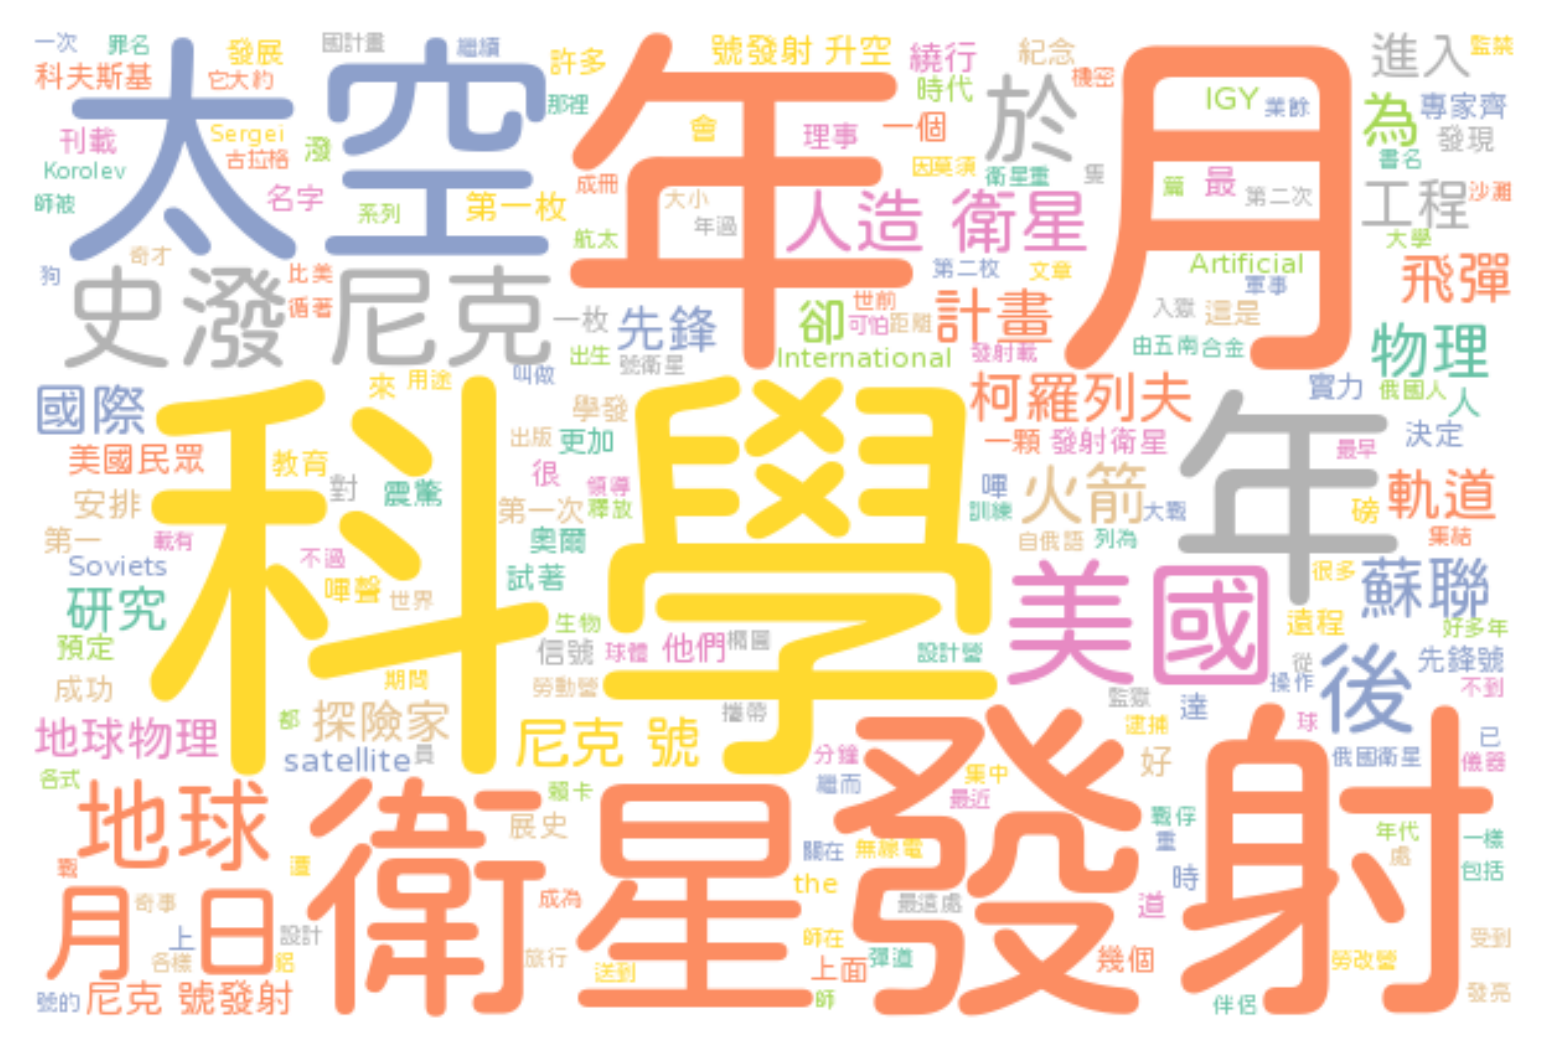 一次 罪名 發展 國計畫 繼續 許多 號發射 升空 繞行 紀念 進入 監禁
科夫斯基 它大約 太空 那裡 年 月 時代 機密 IGY 業餘 專家齊
刊載 Sergei 會 理事 一個 於 為 發現
Korolev 古拉格 潑 因莫須 書名
師被 名字 系列 第一枚 成冊 大小 衛星重 隻 篇 最 第二次 工程 沙灘
年過 人造 衛星 大學
奇才 航太 第二枚 文章 Artificial
狗 史潑尼克 比美 軍事 飛彈
循著 一枚 先鋒 卻 世前 計畫 入獄 這是
可怕 距離
出生 號衛星 International 發射載 由五南合金 物理
國際 科學 來 用途 叫做 柯羅列夫 實力 俄國人
學發 年 人
美國民眾 教育 出版 更加 一顆 發射衛星 最早 決定
安排 對 震驚 很 領導 嗶 火箭 軌道
第一次 釋放 訓練 大戰 磅
第一 載有 奧爾 自俄語 列為 集結
Soviets 不過 試著 美國 很多 蘇聯
研究 嗶聲 世界 生物 遠程 好多年
預定 信號 球體 他們 橢圓 設計營 從 後 先鋒號
成功 期間 勞動營 監獄 操作 不到
地球物理 都 探險家 尼克 號 攜帶 逮捕 達 球 已
satellite 員 分鐘 發射 好 俄國衛星 儀器
各式 地球 衛星 賴卡 繼而 集中
展史 最近 戰俘 年代 一樣
戰 遭 關在 無線電 重 處 包括
月日 奇事 成為 the 最遠處 時 道
上 設計 師在 受到
各樣 鋁 旅行 送到 上面 彈道 幾個 勞改營
號的 尼克 號發射 師 伴侶 發亮